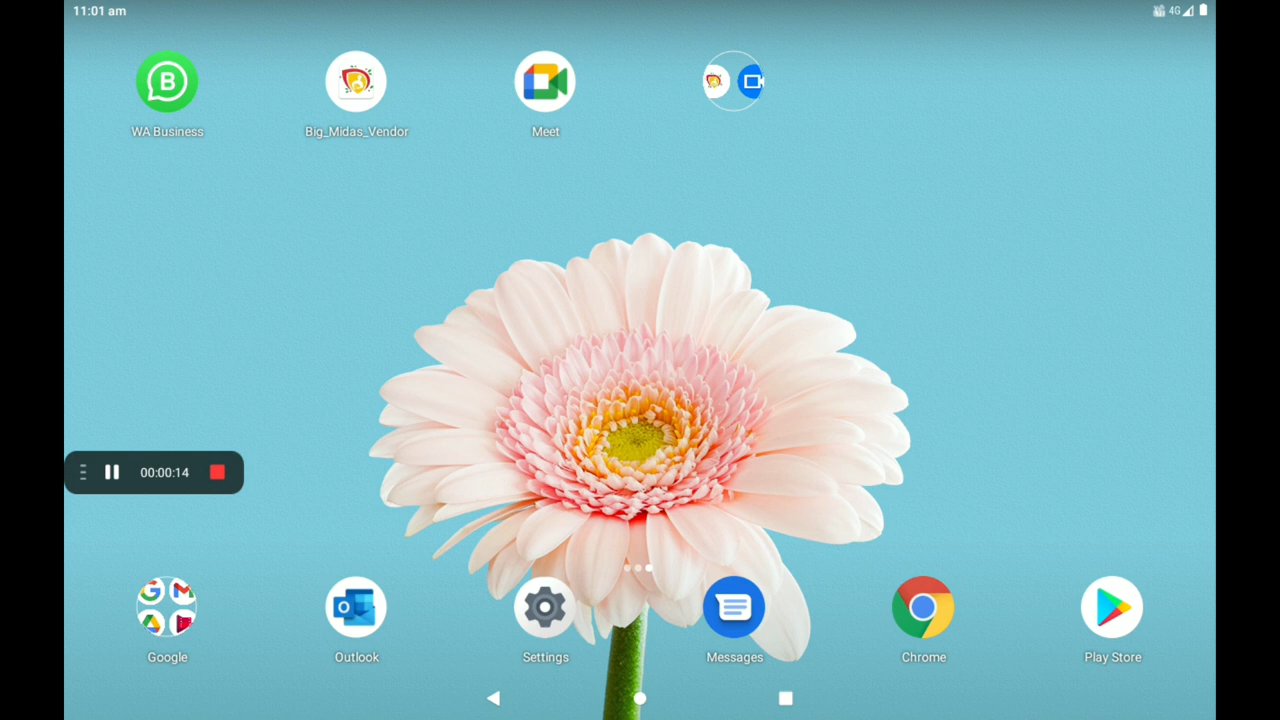 11:01 am
4G
WA Business
Big_Midas_Vendor
Meet
00:00:14
Google
Outlook
Settings
Messages
Chrome
Play Store